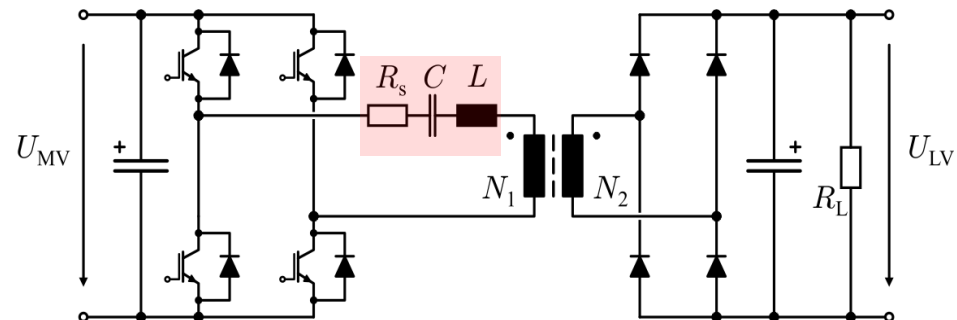 R_s C L
U_MV
+
N_1 N_2
+
R_L
U_LV